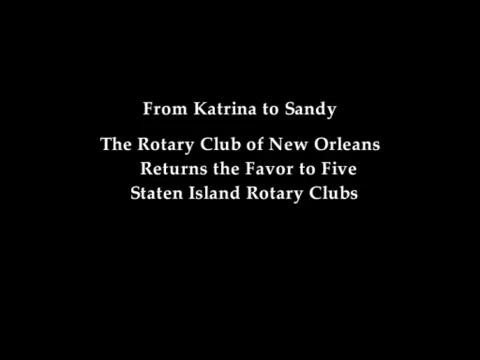 From Katrina to Sandy
The Rotary Club of New Orleans
Returns the Favor to Five
Staten Island Rotary Clubs